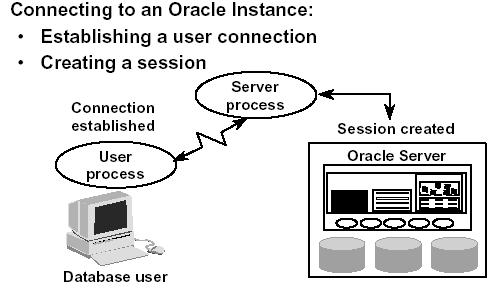 Connecting to an Oracle Instance:
• Establishing a user connection
• Creating a session
Server
process
Connection
established
Session created
User
process
Oracle Server
Database user